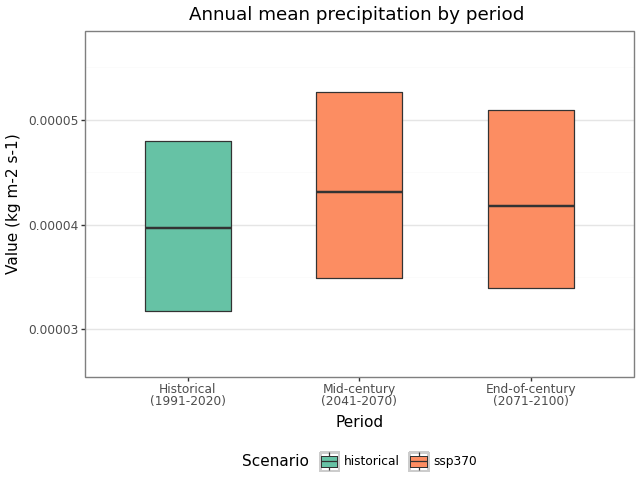 Annual mean precipitation by period
Value (kg m-2 s-1)
0.00005
0.00004
0.00003
Historical
(1991-2020)
Mid-century
(2041-2070)
End-of-century
(2071-2100)
Period
Scenario historical ssp370